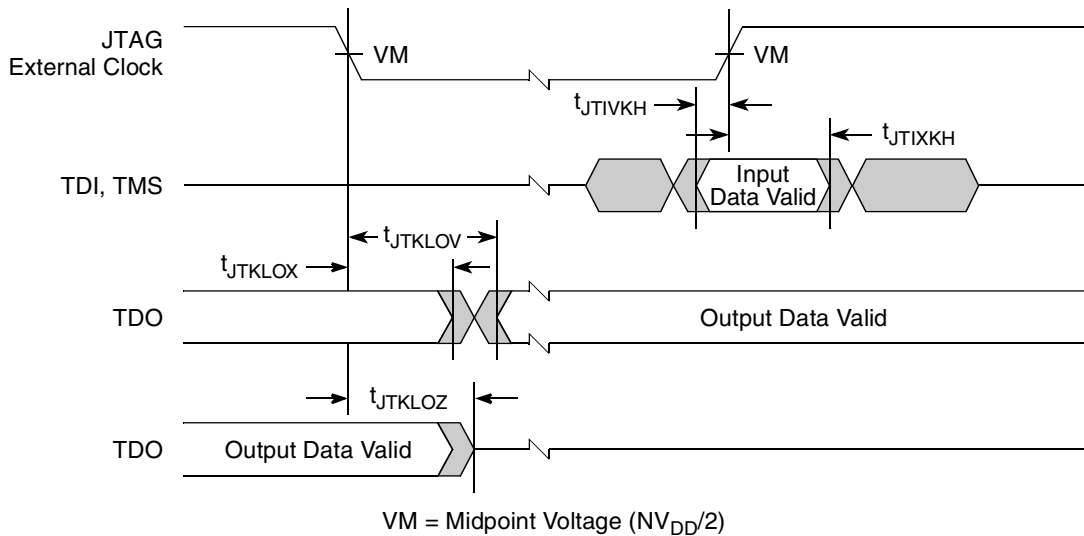 JTAG
External Clock
VM
VM
tJTIVKH
tJTIXKH
TDI, TMS
Input
Data Valid
tJTKLOV
tJTKLOX
TDO
Output Data Valid
tJTKLOZ
TDO
Output Data Valid
VM = Midpoint Voltage (NVDD/2)